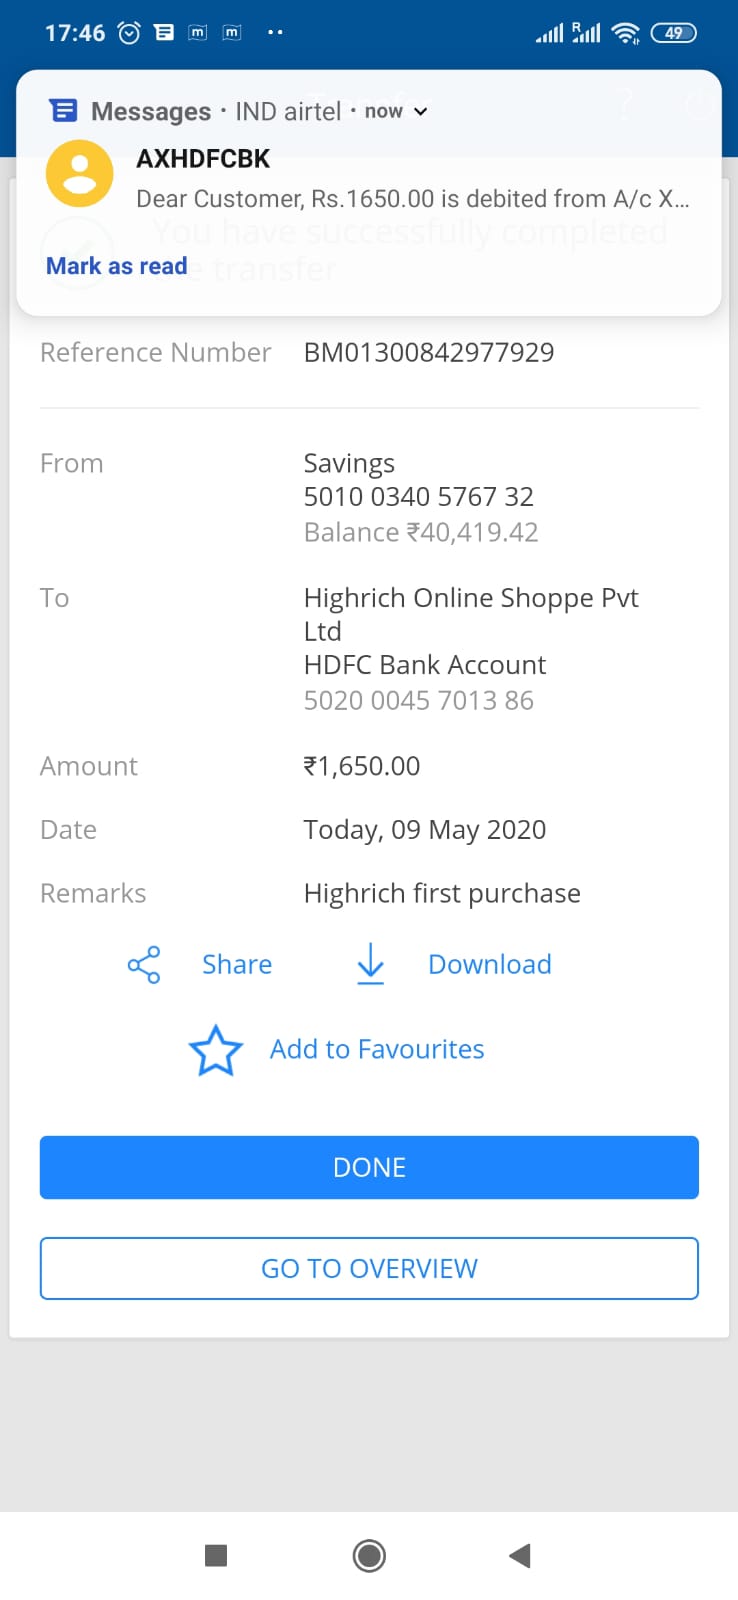 17:46
R
49
Messages · IND airtel · now
AXHDFCBK
Dear Customer, Rs.1650.00 is debited from A/c X...
You have successfully completed
Mark as read
transfer
Reference Number BM01300842977929
From Savings
5010 0340 5767 32
Balance ₹40,419.42
To Highrich Online Shoppe Pvt
Ltd
HDFC Bank Account
5020 0045 7013 86
Amount ₹1,650.00
Date Today, 09 May 2020
Remarks Highrich first purchase
Share Download
Add to Favourites
DONE
GO TO OVERVIEW